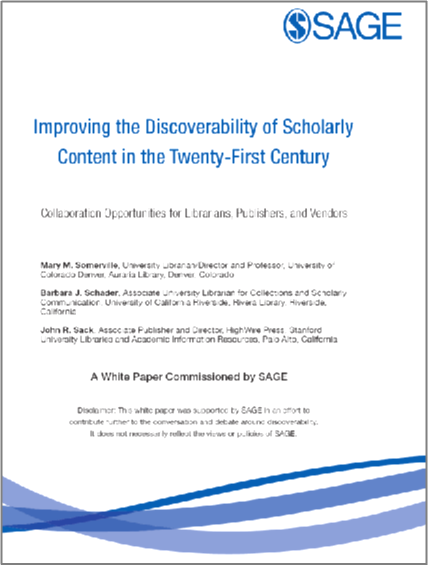 SAGE
Improving the Discoverability of Scholarly
Content in the Twenty-First Century
Collaboration Opportunities for Librarians, Publishers, and Vendors
Mary M. Somerville, University Librarian/Director and Professor, University of
Colorado Denver, Auraria Library, Denver, Colorado
Barbara J. Schader, Associate University Librarian for Collections and Scholarly
Communication, University of California Riverside, Rivera Library, Riverside,
California
John R. Sack, Associate Publisher and Director, HighWire Press, Stanford
University Libraries and Academic Information Resources, Palo Alto, California
A White Paper Commissioned by SAGE
Disclaimer: This white paper was supported by SAGE in an effort to
contribute further to the conversation and debate around discoverability.
It does not necessarily reflect the views or policies of SAGE.